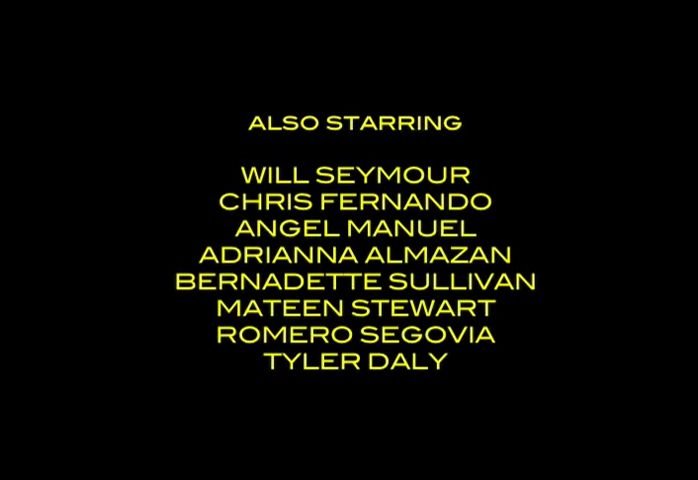 ALSO STARRING
WILL SEYMOUR
CHRIS FERNANDO
ANGEL MANUEL
ADRIANNA ALMAZAN
BERNADETTE SULLIVAN
MATEEN STEWART
ROMERO SEGOVIA
TYLER DALY